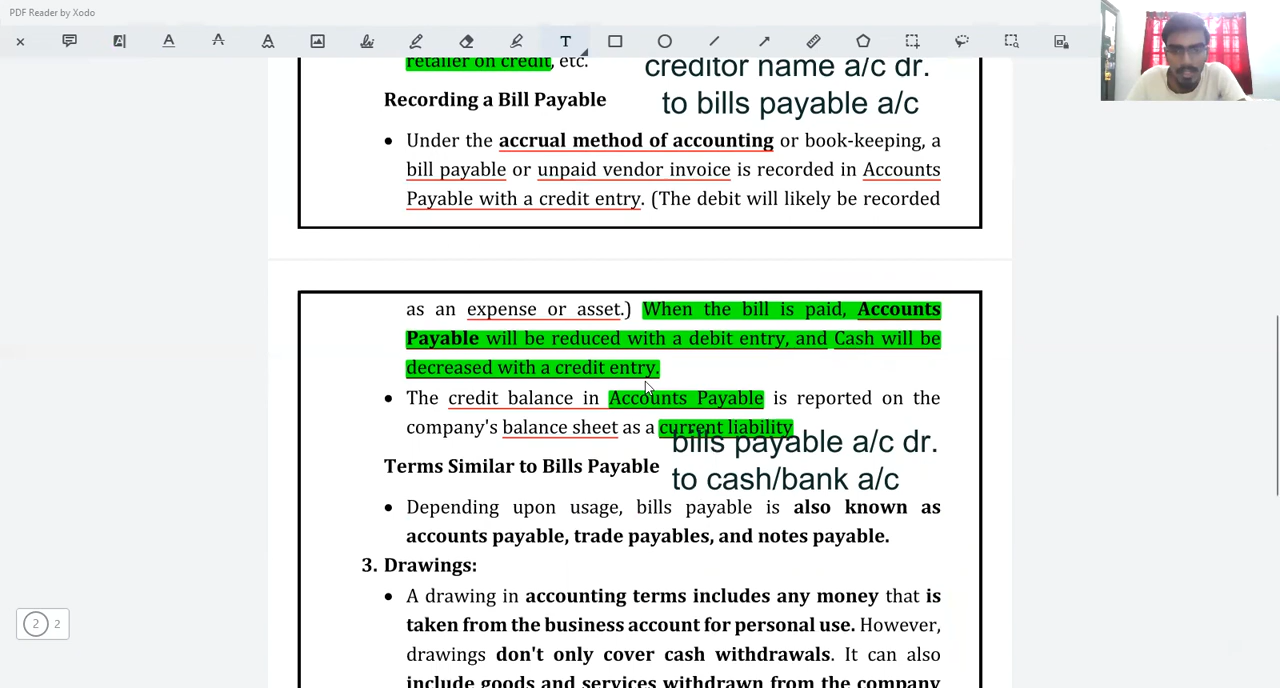 PDF Reader by Xodo
T
retailer on credit, etc.
creditor name a/c dr.
to bills payable a/c
Recording a Bill Payable
• Under the accrual method of accounting or book-keeping, a
bill payable or unpaid vendor invoice is recorded in Accounts
Payable with a credit entry. (The debit will likely be recorded
as an expense or asset.) When the bill is paid, Accounts
Payable will be reduced with a debit entry, and Cash will be
decreased with a credit entry.
• The credit balance in Accounts Payable is reported on the
company's balance sheet as a current liability
bills payable a/c dr.
to cash/bank a/c
Terms Similar to Bills Payable
• Depending upon usage, bills payable is also known as
accounts payable, trade payables, and notes payable.
3. Drawings:
• A drawing in accounting terms includes any money that is
taken from the business account for personal use. However,
drawings don't only cover cash withdrawals. It can also
include goods and services withdrawn from the company
2 2